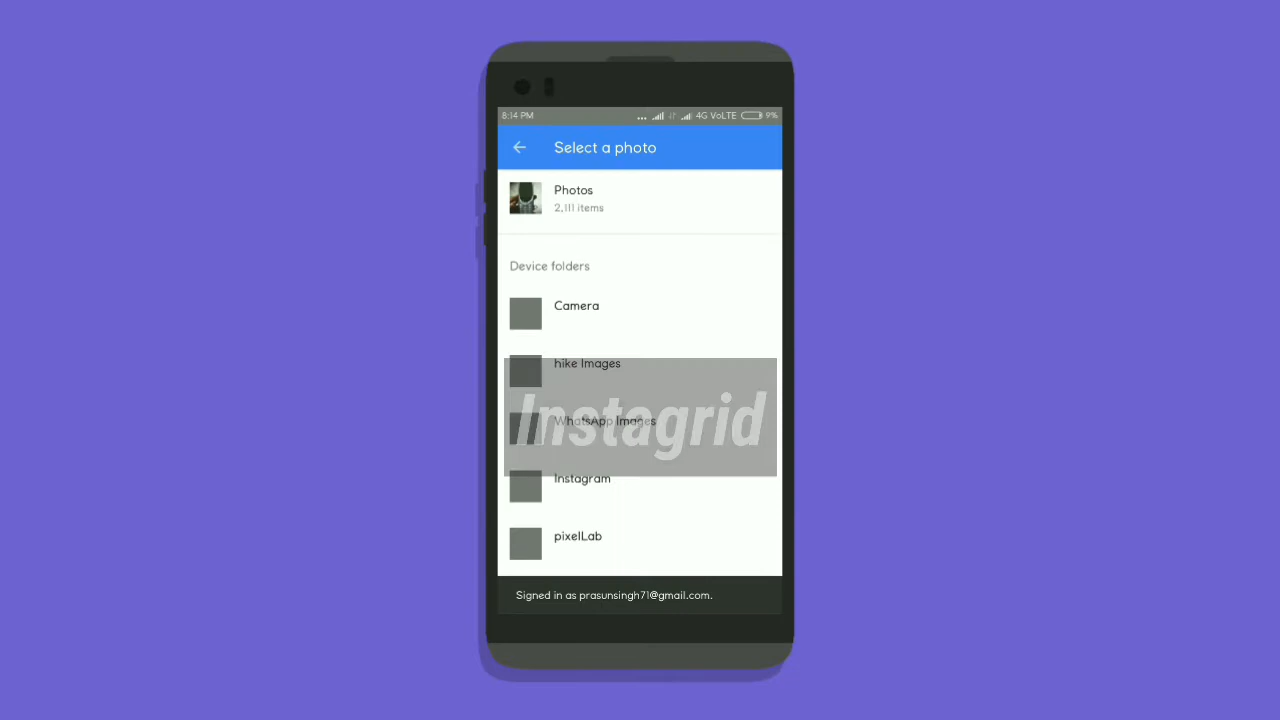 8:14 PM
4G VoLTE 9%
Select a photo
Photos
2,111 items
Device folders
Camera
hike Images
WhatsApp Images
Instagrid
Instagram
pixelLab
Signed in as prasunsingh71@gmail.com.